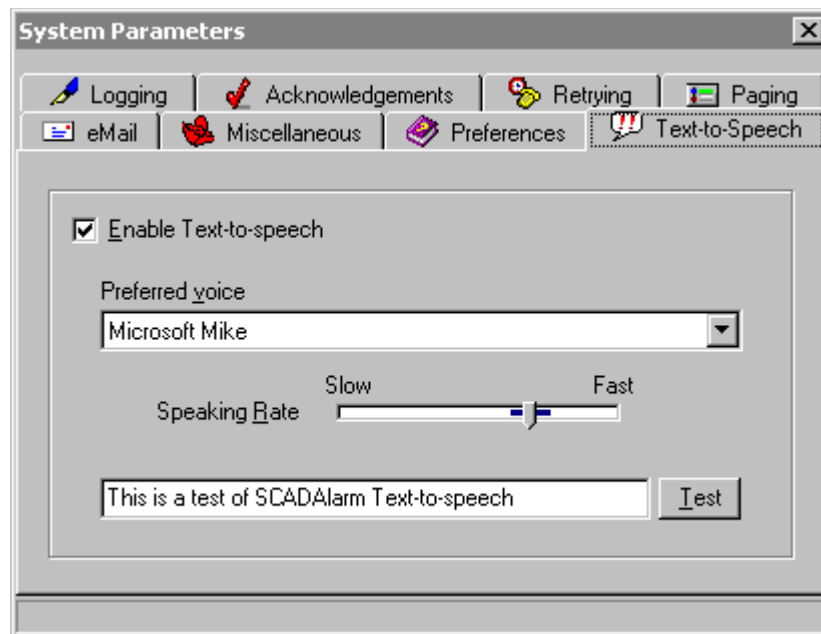 System Parameters
Logging Acknowledgements Retrying Paging
eMail Miscellaneous Preferences Text-to-Speech
Enable Text-to-speech
Preferred voice
Microsoft Mike
Slow Fast
Speaking Rate
This is a test of SCADAlarm Text-to-speech Test